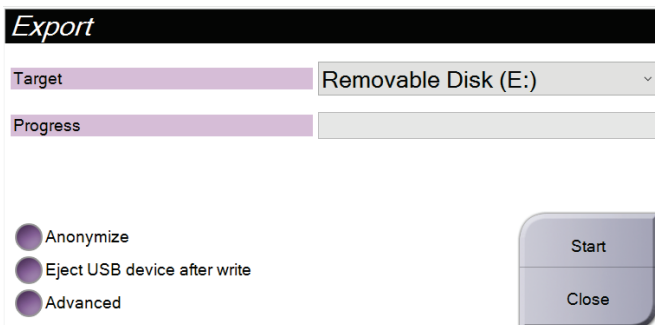 Export
Target
Removable Disk (E:)
Progress
Anonymize
Eject USB device after write
Advanced
Start
Close